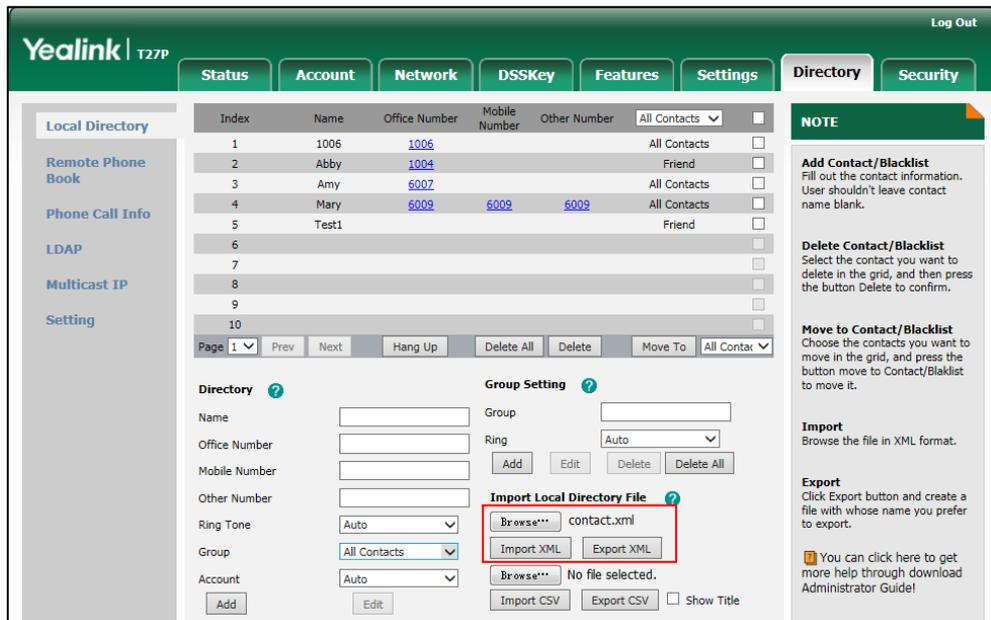 Log Out
Yealink | T27P
Status Account Network DSSKey Features Settings Directory Security
Local Directory
Remote Phone
Book
Phone Call Info
LDAP
Multicast IP
Setting
Index Name Office Number Mobile Number Other Number All Contacts
1 1006 1006 All Contacts
2 Abby 1004 Friend
3 Amy 6007 All Contacts
4 Mary 6009 6009 6009 All Contacts
5 Test1 Friend
6
7
8
9
10
Page 1 Prev Next Hang Up Delete All Delete Move To All Contac
Directory ?
Name
Office Number
Mobile Number
Other Number
Ring Tone Auto
Group All Contacts
Account Auto
Add Edit
Group Setting ?
Group
Ring Auto
Add Edit Delete Delete All
Import Local Directory File ?
Browse... contact.xml
Import XML Export XML
Browse... No file selected.
Import CSV Export CSV Show Title
NOTE
Add Contact/Blacklist
Fill out the contact information.
User shouldn't leave contact
name blank.
Delete Contact/Blacklist
Select the contact you want to
delete in the grid, and then press
the button Delete to confirm.
Move to Contact/Blacklist
Choose the contacts you want to
move in the grid, and press the
button move to Contact/Blaklist
to move it.
Import
Browse the file in XML format.
Export
Click Export button and create a
file with whose name you prefer
to export.
You can click here to get
more help through download
Administrator Guide!